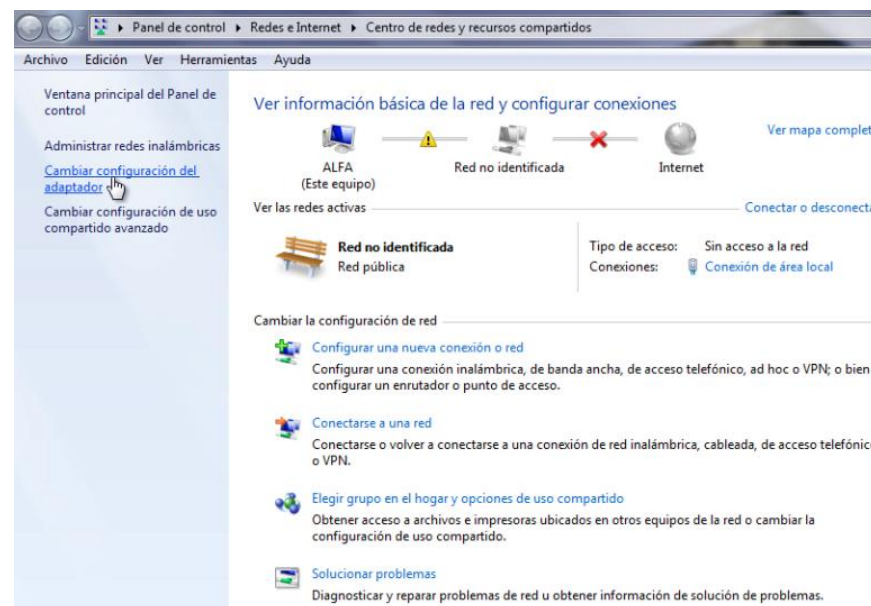 Panel de control ▸ Redes e Internet ▸ Centro de redes y recursos compartidos
Archivo Edición Ver Herramientas Ayuda
Ventana principal del Panel de
control
Administrar redes inalámbricas
Cambiar configuración del
adaptador
Cambiar configuración de uso
compartido avanzado
Ver información básica de la red y configurar conexiones
Ver mapa complet
ALFA
(Este equipo)
Red no identificada
Internet
Ver las redes activas
Conectar o desconecta
Red no identificada
Red pública
Tipo de acceso: Sin acceso a la red
Conexiones: Conexión de área local
Cambiar la configuración de red
Configurar una nueva conexión o red
Configurar una conexión inalámbrica, de banda ancha, de acceso telefónico, ad hoc o VPN; o bien
configurar un enrutador o punto de acceso.
Conectarse a una red
Conectarse o volver a conectarse a una conexión de red inalámbrica, cableada, de acceso telefónic
o VPN.
Elegir grupo en el hogar y opciones de uso compartido
Obtener acceso a archivos e impresoras ubicados en otros equipos de la red o cambiar la
configuración de uso compartido.
Solucionar problemas
Diagnosticar y reparar problemas de red u obtener información de solución de problemas.